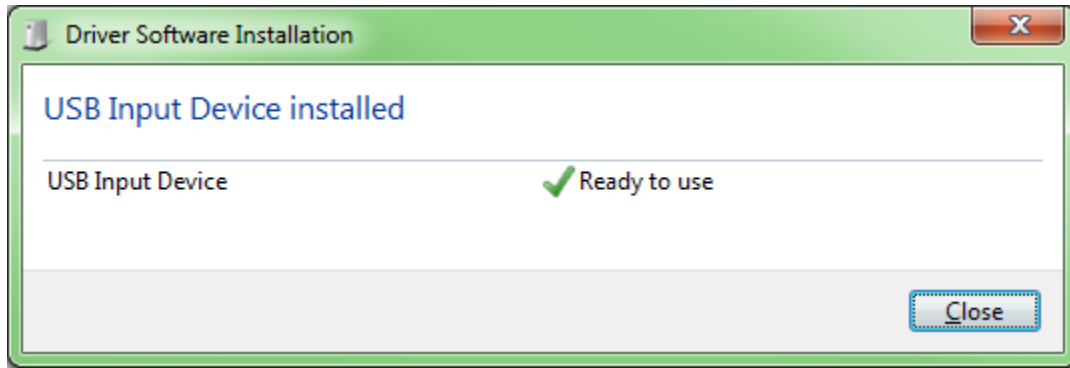 Driver Software Installation
USB Input Device installed
USB Input Device Ready to use
Close